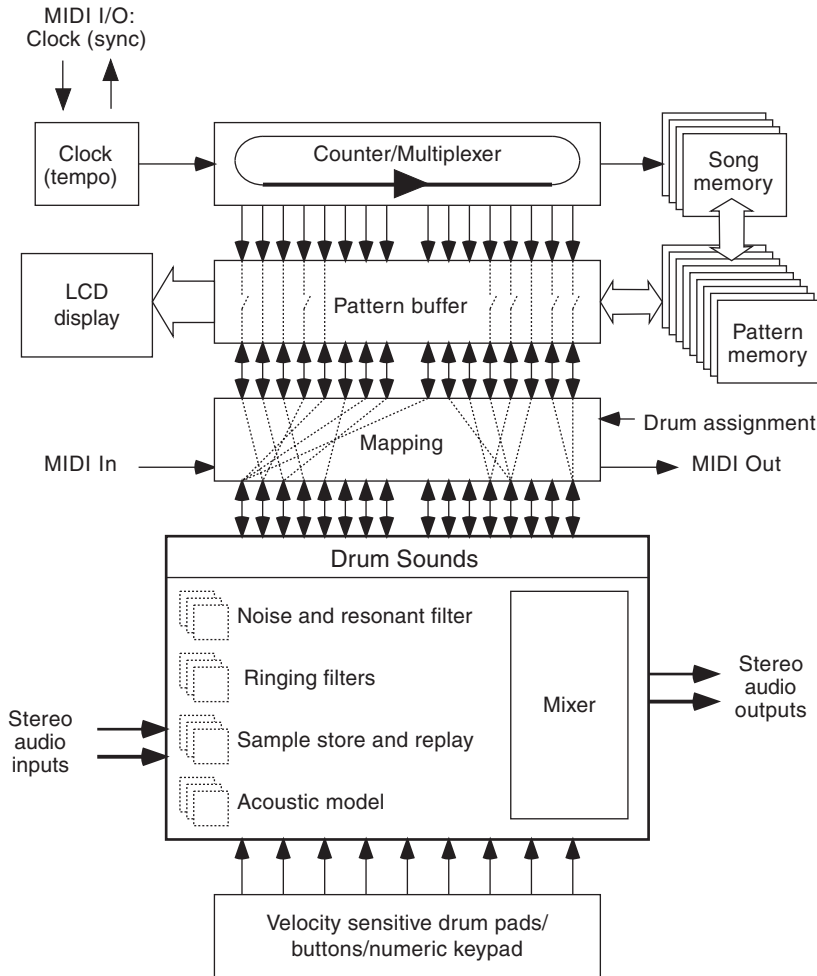 MIDI I/O:
Clock (sync)
Clock
(tempo)
Counter/Multiplexer
Song
memory
LCD
display
Pattern buffer
Pattern
memory
Drum assignment
Mapping
MIDI In
MIDI Out
Drum Sounds
Noise and resonant filter
Ringing filters
Mixer
Stereo
audio
outputs
Stereo
audio
inputs
Sample store and replay
Acoustic model
Velocity sensitive drum pads/
buttons/numeric keypad